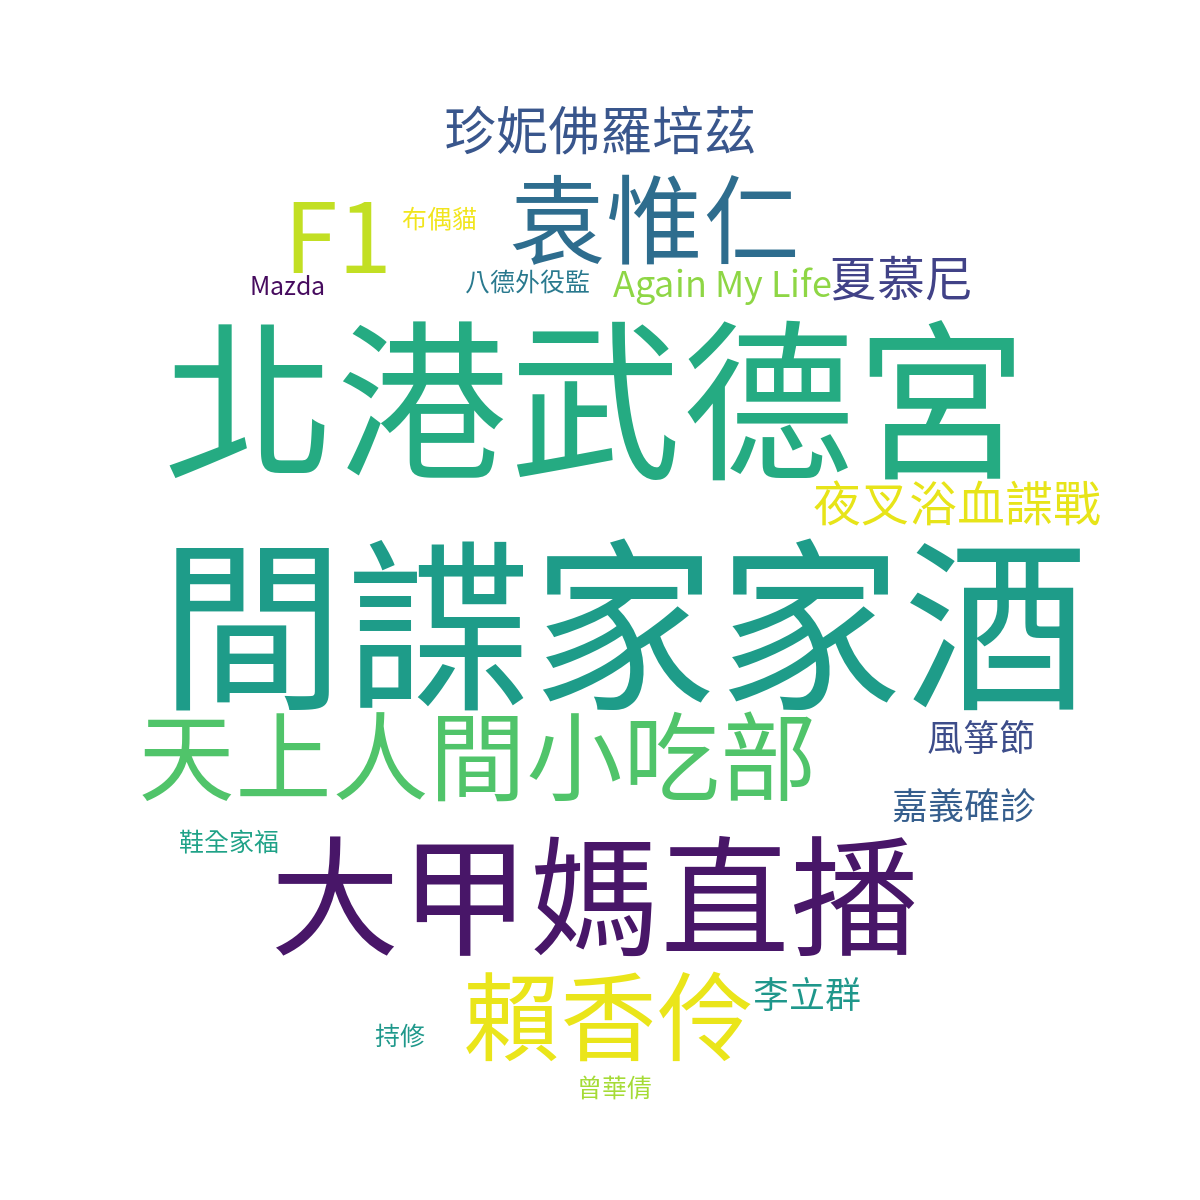 珍妮佛羅培茲
袁惟仁
F1
布偶貓
八德外役監
Again My Life
夏慕尼
Mazda
北港武德宮
夜叉浴血諜戰
間諜家家酒
天上人間小吃部
風箏節
嘉義確診
鞋全家福
大甲媽直播
賴香伶
李立群
持修
曾華倩